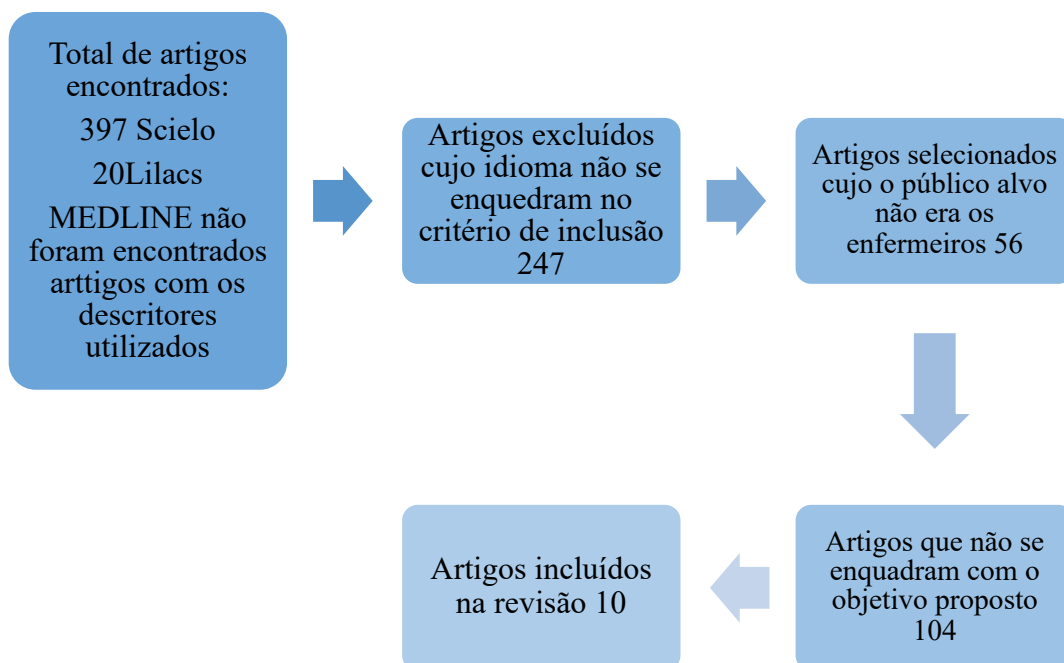 Total de artigos
encontrados:
397 Scielo
20Lilacs
MEDLINE não
foram encontrados
arttigos com os
descritores
utilizados
Artigos excluídos
cujo idioma não se
enquedram no
critério de inclusão
247
Artigos selecionados
cujo o público alvo
não era os
enfermeiros 56
Artigos que não se
enquadram com o
objetivo proposto
104
Artigos incluídos
na revisão 10